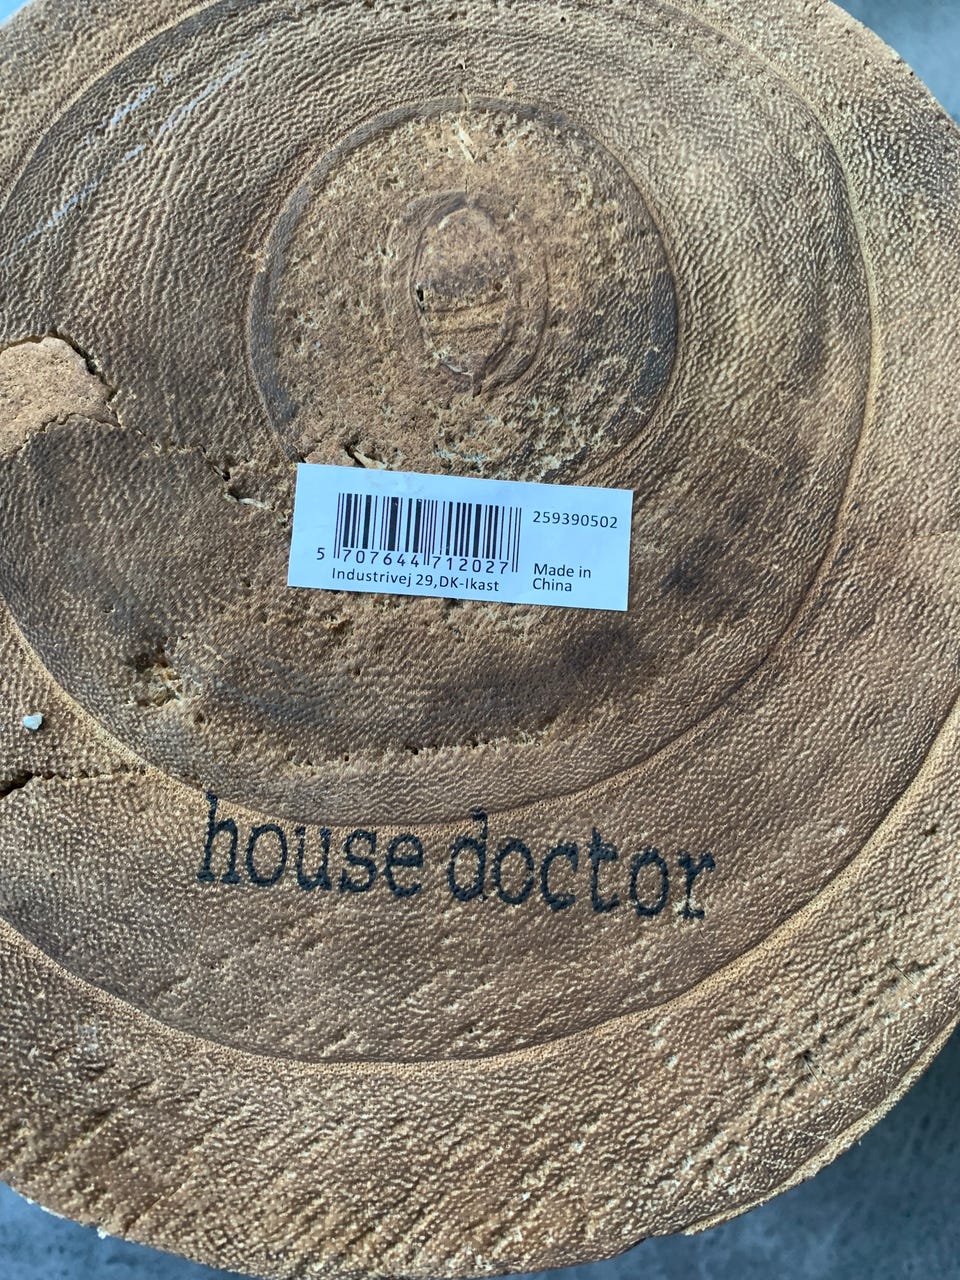 259390502
5 707644 712027
Industrivej 29,DK-Ikast
Made in
China
house doctor